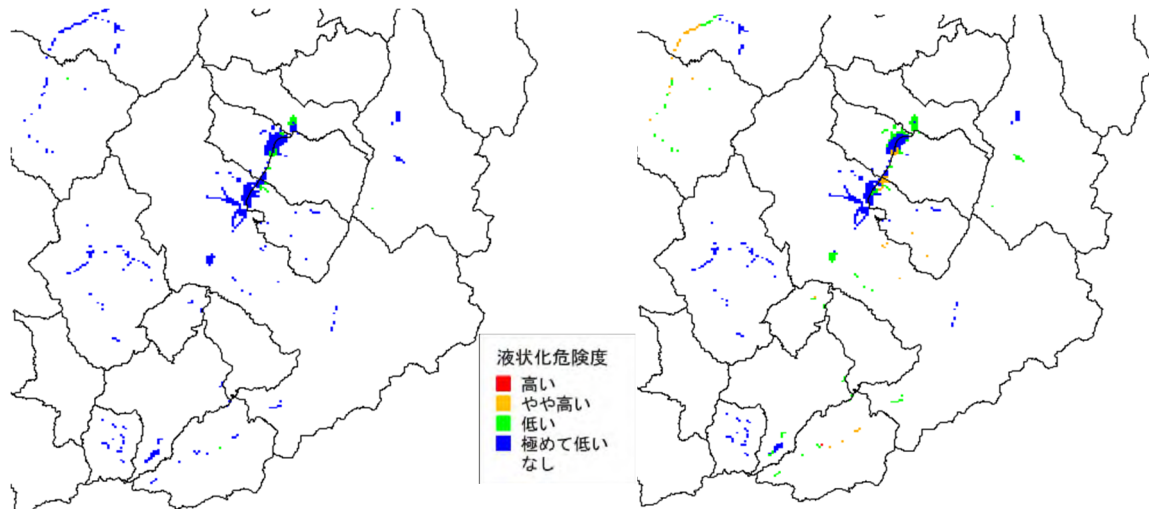 液状化危険度
高い
やや高い
低い
極めて低い
なし